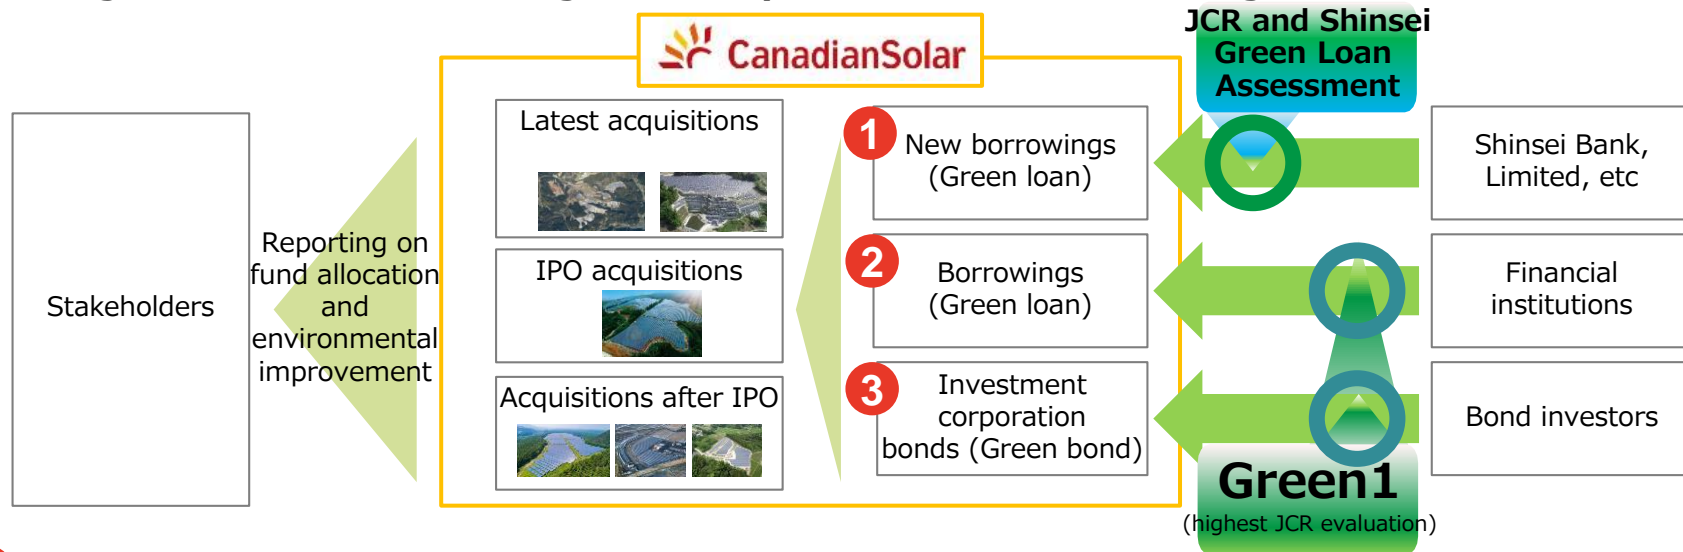 CanadianSolar
JCR and Shinsei
Green Loan
Assessment
Stakeholders
Reporting on
fund allocation
and
environmental
improvement
Latest acquisitions
IPO acquisitions
Acquisitions after IPO
1
New borrowings
(Green loan)
2
Borrowings
(Green loan)
3
Investment
corporation
bonds (Green bond)
Shinsei Bank,
Limited, etc
Financial
institutions
Bond investors
Green1
(highest JCR evaluation)